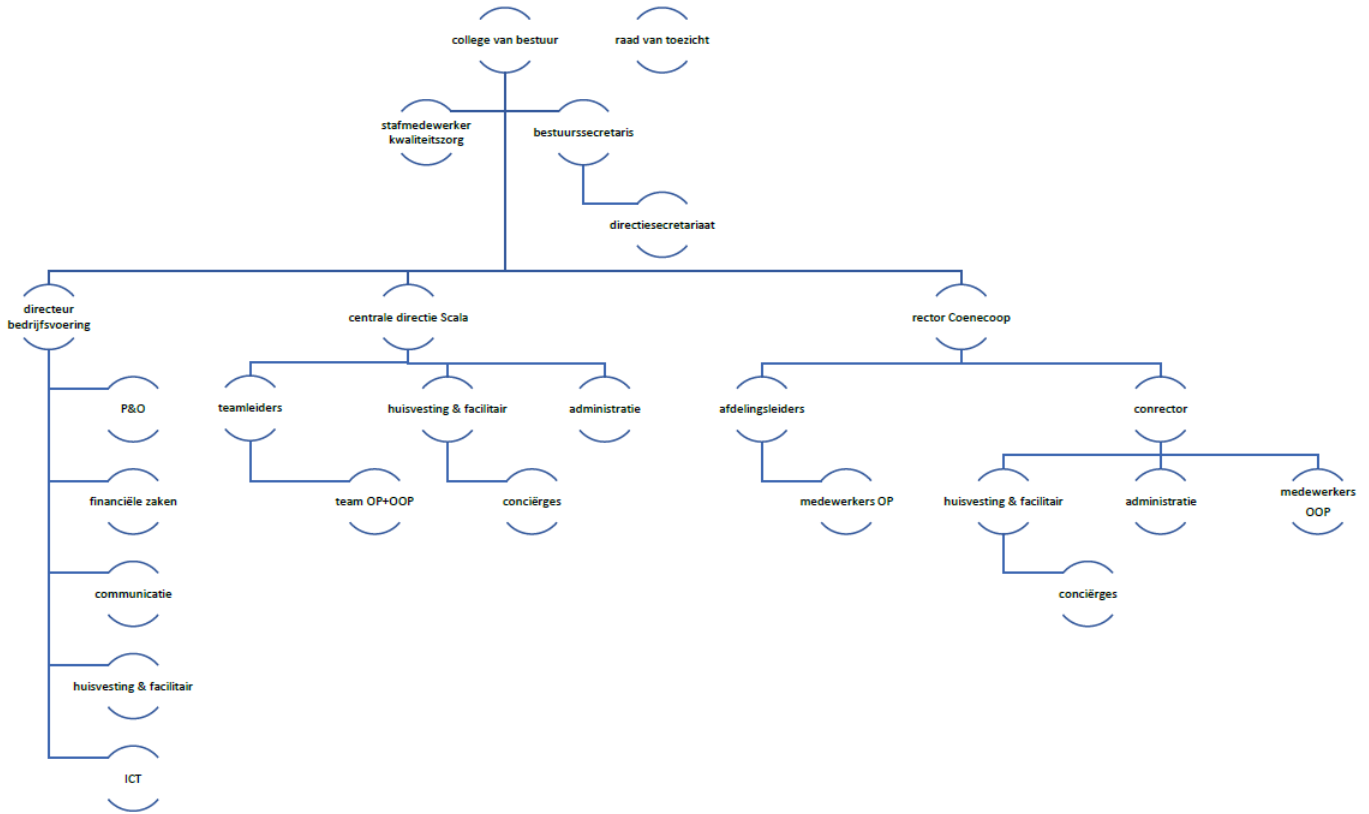 college van bestuur
raad van toezicht
stafmedewerker
kwaliteitszorg
bestuurssecretaris
directiesecretariaat
directeur
bedrijfsvoering
centrale directie Scala
rector Coenecoop
P&O
teamleiders
huisvesting & facilitair
administratie
afdelingsleiders
conrector
financiële zaken
team OP+OOP
conciërges
medewerkers OP
huisvesting & facilitair
administratie
medewerkers
OOP
communicatie
conciërges
huisvesting & facilitair
ICT